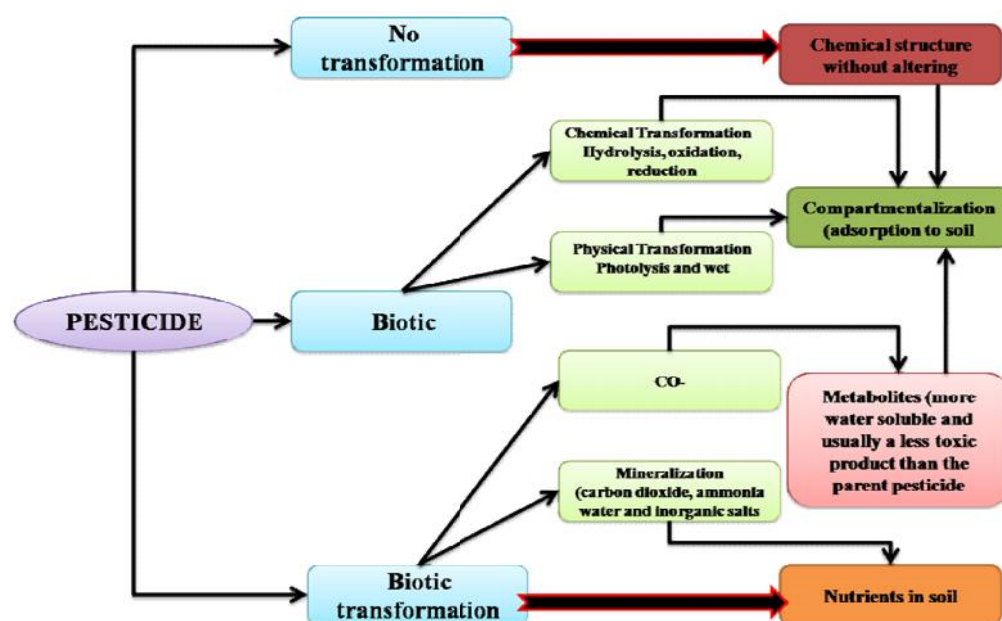 No
transformation
Chemical structure
without altering
Chemical Transformation
Hydrolysis, oxidation,
reduction
Compartmentalization
(adsorption to soil
Physical Transformation
Photolysis and wet
PESTICIDE
Biotic
CO-
Metabolites (more
water soluble and
usually a less toxic
product than the
parent pesticide
Mineralization
(carbon dioxide, ammonia
water and inorganic salts
Biotic
transformation
Nutrients in soil